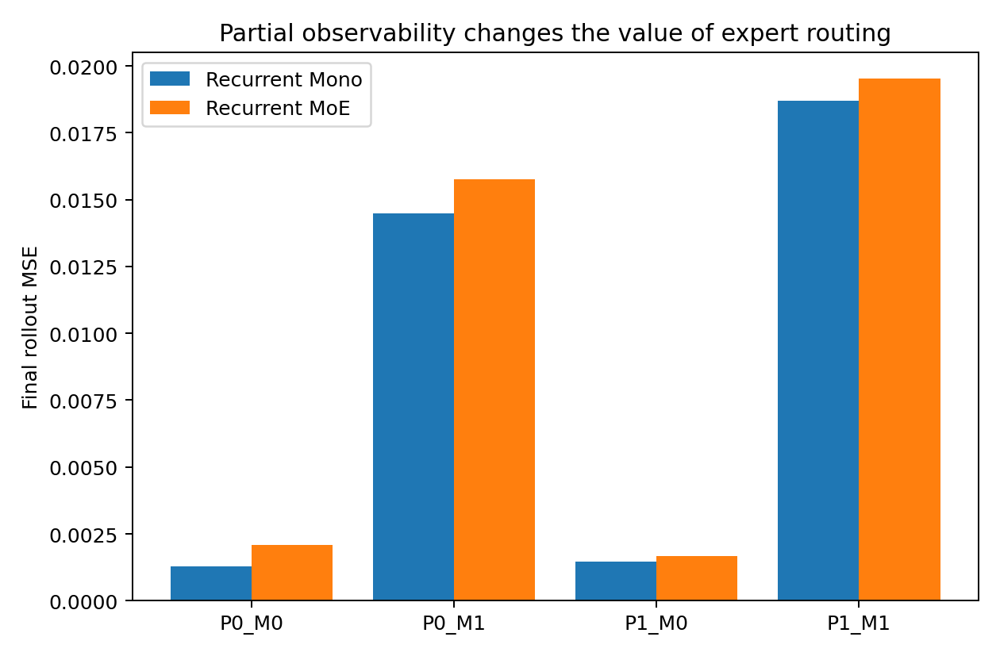 Partial observability changes the value of expert routing
Recurrent Mono
Recurrent MoE
Final rollout MSE
0.0200
0.0175
0.0150
0.0125
0.0100
0.0075
0.0050
0.0025
0.0000
P0_M0
P0_M1
P1_M0
P1_M1